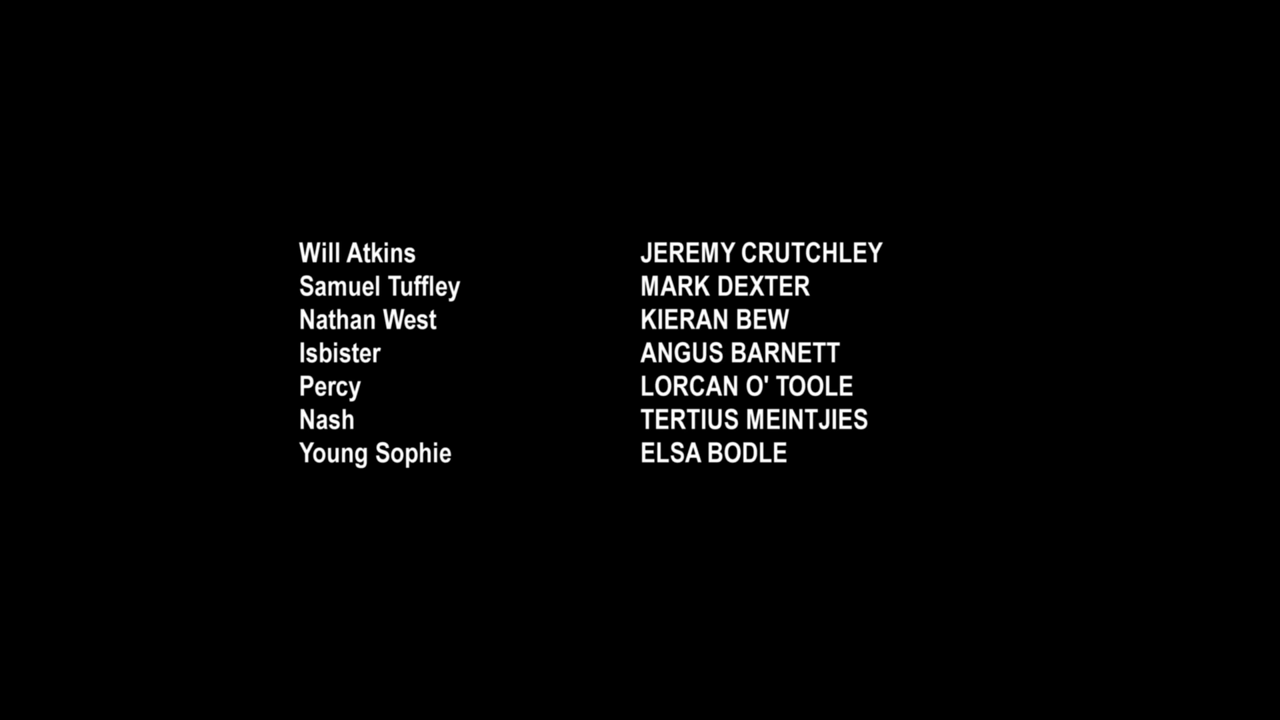 Will Atkins JEREMY CRUTCHLEY
Samuel Tuffley MARK DEXTER
Nathan West KIERAN BEW
Isbister ANGUS BARNETT
Percy LORCAN O' TOOLE
Nash TERTIUS MEINTJIES
Young Sophie ELSA BODLE